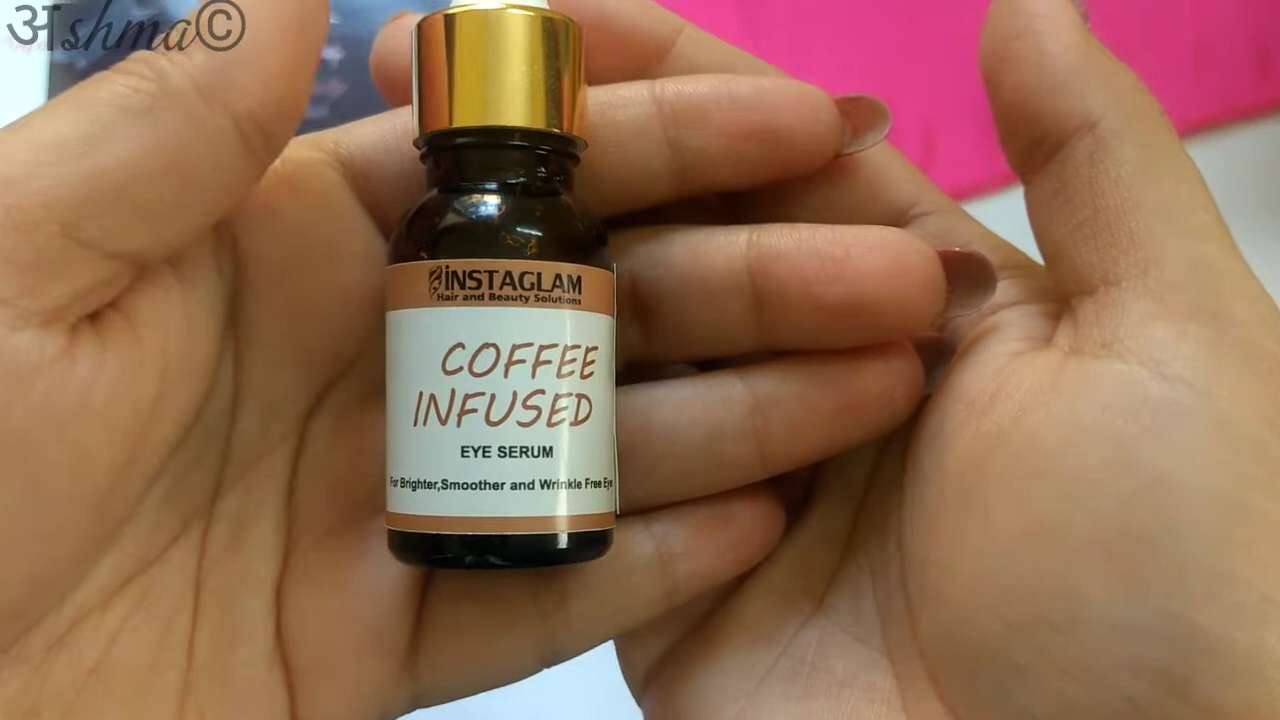 अshma©
INSTAGLAM
Hair and Beauty Solutions
COFFEE
INFUSED
EYE SERUM
For Brighter,Smoother and Wrinkle Free Eye